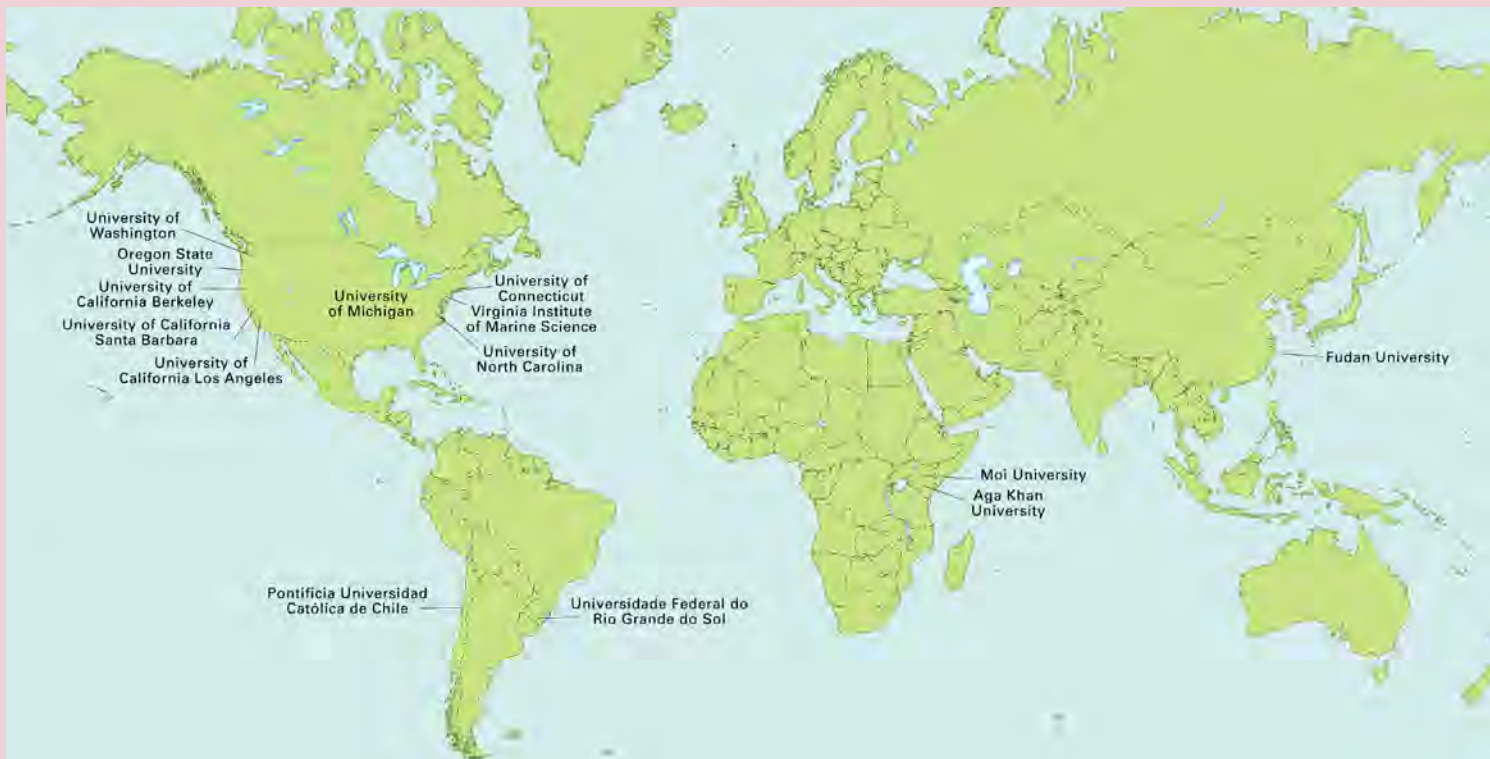 University of
Washington
Oregon State
University
University of
California Berkeley
University of California
Santa Barbara
University of
California Los Angeles
University
of Michigan
University of
Connecticut
Virginia Institute
of Marine Science
University of
North Carolina
Fudan University
Moi University
Aga Khan
University
Pontificia Universidad
Católica de Chile
Universidade Federal do
Rio Grande do Sol